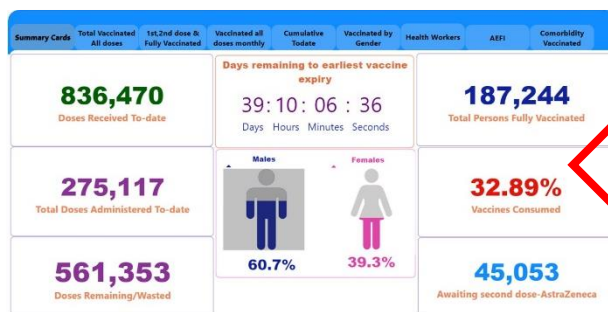 Summary Cards
Total Vaccinated
All doses
1st,2nd dose &
Fully Vaccinated
Vaccinated all
doses monthly
Cumulative
Todate
Vaccinated by
Gender
Health Workers
AEFI
Comorbidity
Vaccinated
836,470
Doses Received To-date
Days remaining to earliest vaccine
expiry
39:10:06:36
Days Hours Minutes Seconds
187,244
Total Persons Fully Vaccinated
275,117
Total Doses Administered To-date
Males
60.7%
Females
39.3%
32.89%
Vaccines Consumed
561,353
Doses Remaining/Wasted
45,053
Awaiting second dose-AstraZeneca